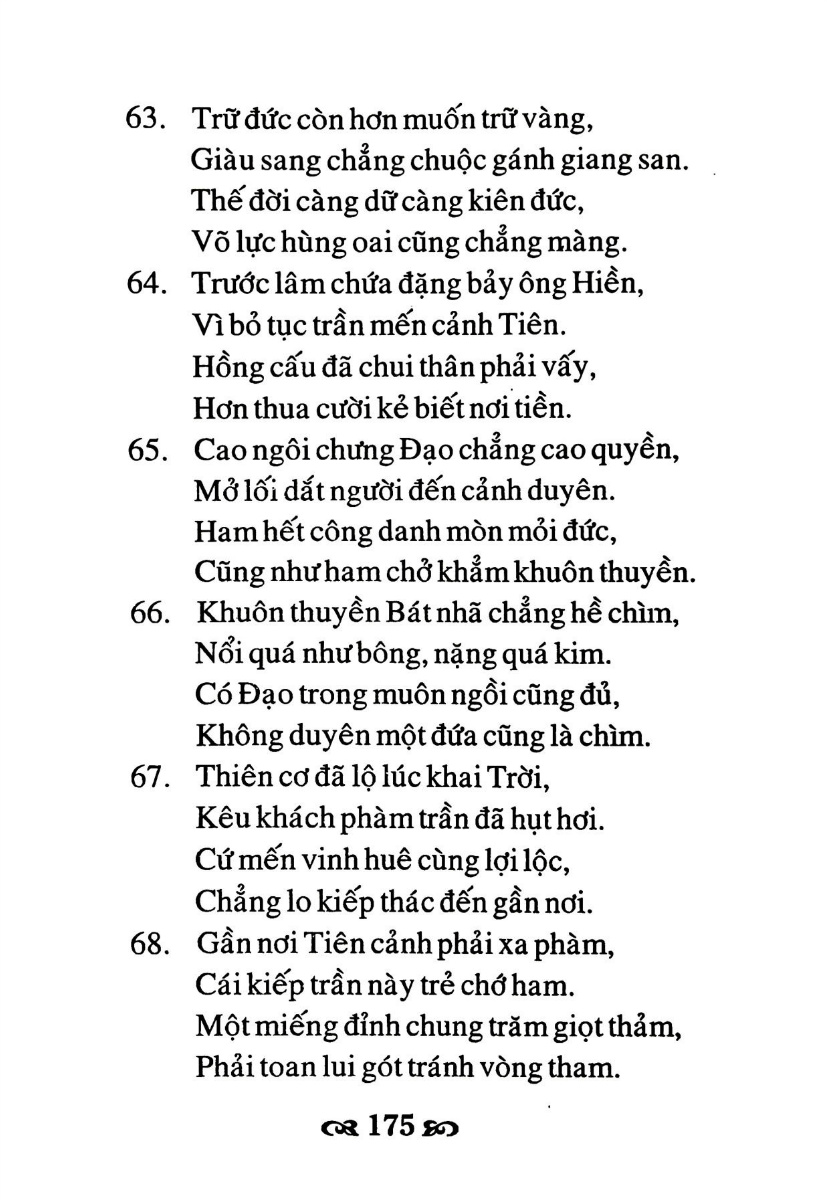 63. Trữ đức còn hơn muốn trữ vàng,
Giàu sang chẳng chuộc gánh giang san.
Thế đời càng dữ càng kiên đức,
Võ lực hùng oai cũng chẳng màng.
64. Trước lâm chứa đặng bảy ông Hiền,
Vì bỏ tục trần mến cảnh Tiên.
Hồng cấu đã chui thân phải vấy,
Hơn thua cười kẻ biết nơi tiền.
65. Cao ngôi chưng Đạo chẳng cao quyền,
Mở lối dắt người đến cảnh duyên.
Ham hết công danh mòn mỏi đức,
Cũng như ham chở khẳm khuôn thuyền.
66. Khuôn thuyền Bát nhã chẳng hề chìm,
Nổi quá như bông, nặng quá kim.
Có Đạo trong muôn ngồi cũng đủ,
Không duyên một đứa cũng là chìm.
67. Thiên cơ đã lộ lúc khai Trời,
Kêu khách phàm trần đã hụt hơi.
Cứ mến vinh huê cùng lợi lộc,
Chẳng lo kiếp thác đến gần nơi.
68. Gần nơi Tiên cảnh phải xa phàm,
Cái kiếp trần này trẻ chớ ham.
Một miếng đỉnh chung trăm giọt thảm,
Phải toan lui gót tránh vòng tham.
175